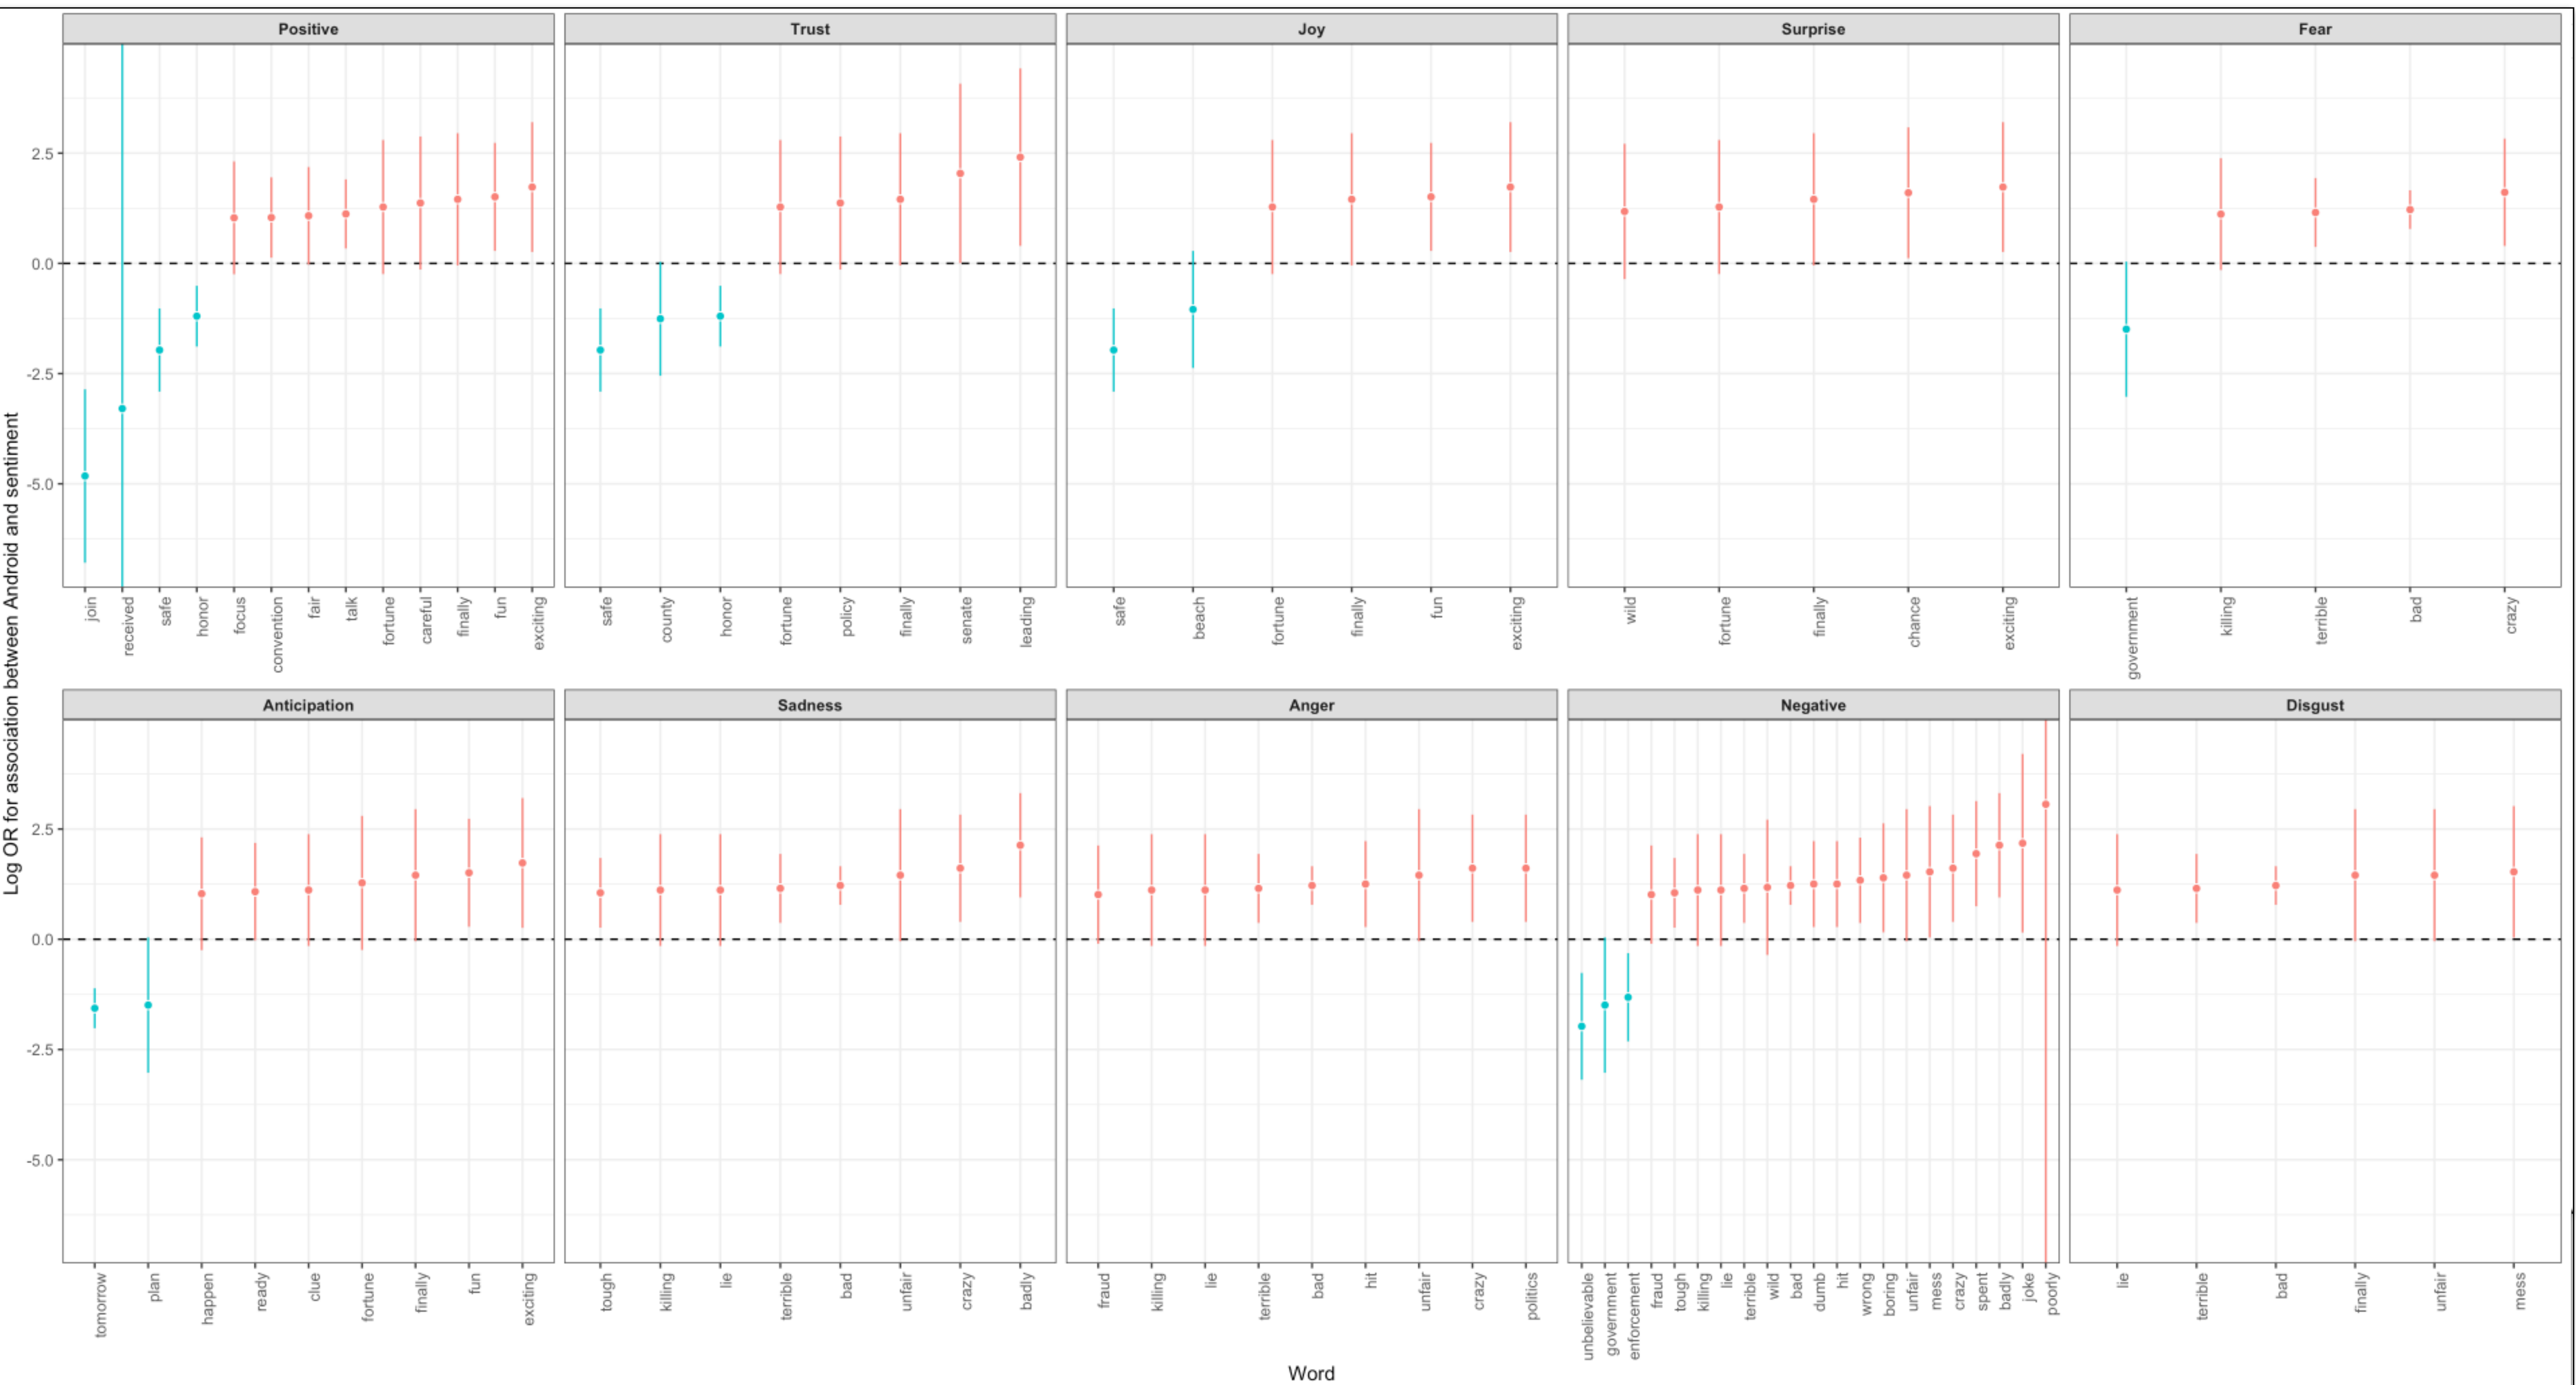 Positive
Trust
Joy
Surprise
Fear
2.5
0.0
-2.5
-5.0
join
received
safe
honor
focus
convention
fair
talk
fortune
careful
finally
fun
exciting
safe
county
honor
fortune
policy
finally
senate
leading
safe
beach
fortune
finally
fun
exciting
wild
fortune
finally
chance
exciting
government
killing
terrible
bad
crazy
Log OR for association between Android and sentiment
Anticipation
Sadness
Anger
Negative
Disgust
2.5
0.0
-2.5
-5.0
tomorrow
plan
happen
ready
clue
fortune
finally
fun
exciting
tough
killing
lie
terrible
bad
unfair
crazy
badly
fraud
killing
lie
terrible
bad
hit
unfair
crazy
politics
unbelievable
government
enforcement
fraud
tough
killing
lie
terrible
wild
bad
dumb
hit
wrong
boring
unfair
mess
crazy
spent
badly
joke
poorly
lie
terrible
bad
finally
unfair
mess
Word